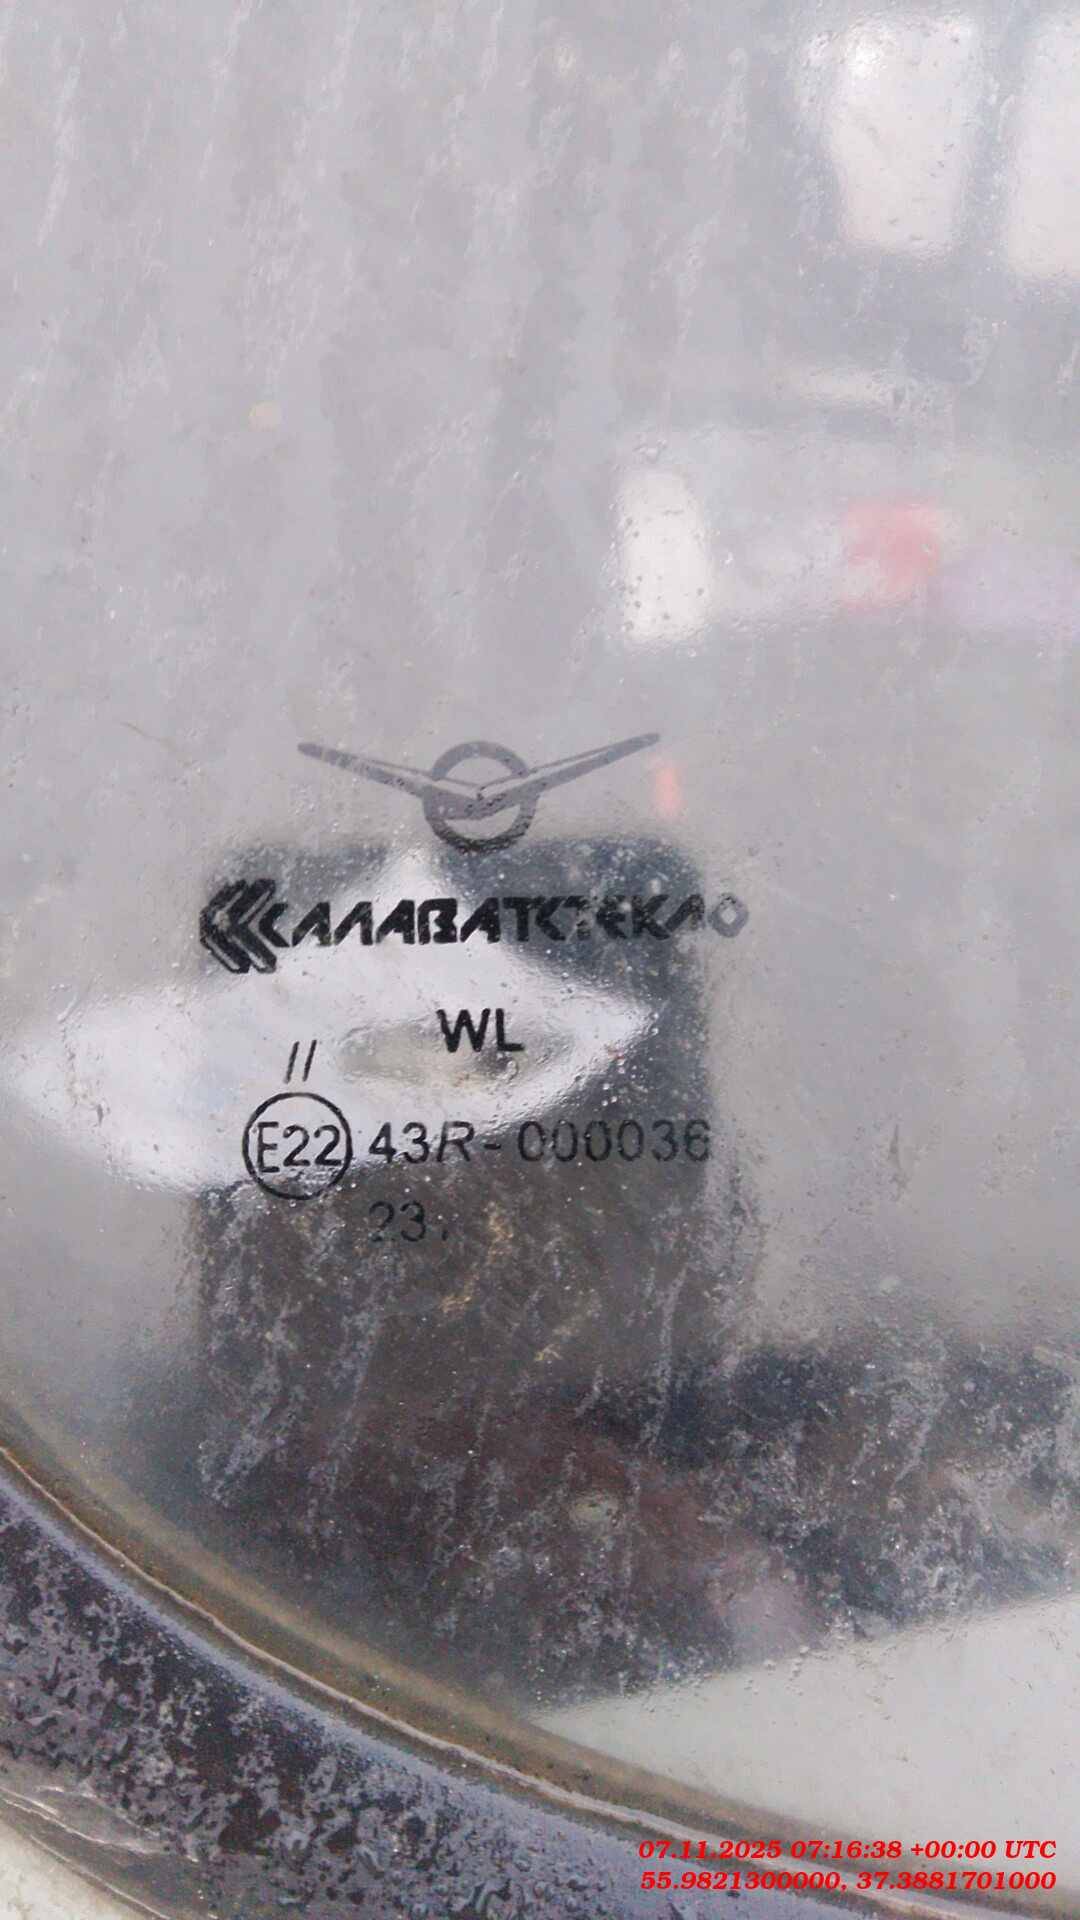 САЛАВАТСТЕКЛО
WL
//
E22 43R-000036
23.
07.11.2025 07:16:38 +00:00 UTC
55.9821300000, 37.3881701000